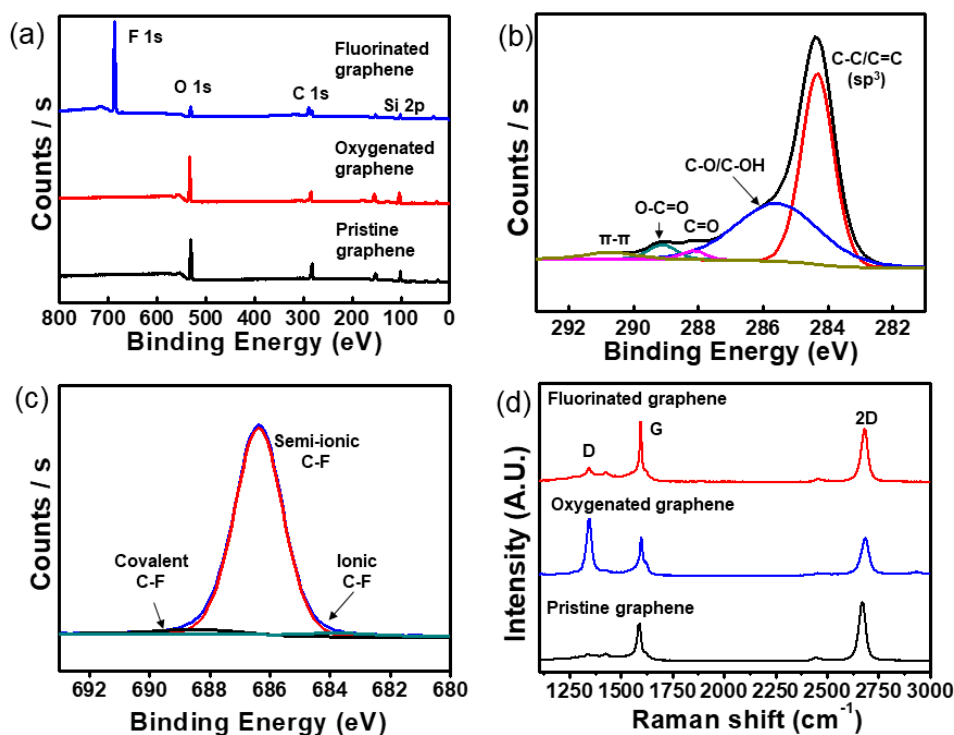 (a)
F 1s
O 1s
C 1s
Si 2p
Fluorinated
graphene
Oxygenated
graphene
Pristine
graphene
Counts / s
800 700 600 500 400 300 200 100 0
Binding Energy (eV)
(b)
C-C/C=C
(sp³)
C-O/C-OH
O-C=O
C=O
π-π
Counts / s
292 290 288 286 284 282
Binding Energy (eV)
(c)
Semi-ionic
C-F
Covalent
C-F
Ionic
C-F
Counts / s
692 690 688 686 684 682 680
Binding Energy (eV)
(d)
Fluorinated graphene
D
G
2D
Oxygenated graphene
Pristine graphene
Intensity (A.U.)
1250 1500 1750 2000 2250 2500 2750 3000
Raman shift (cm⁻¹)